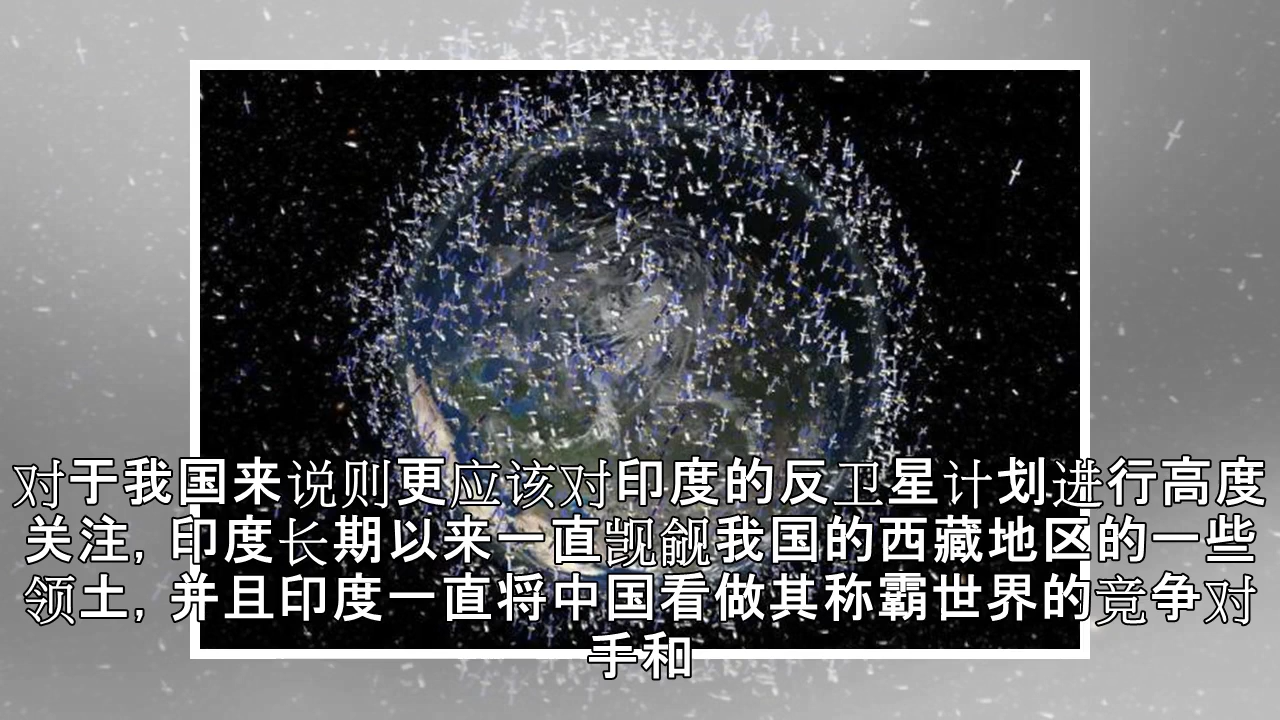 对于我国来说则更应该对印度的反卫星计划进行高度
关注, 印度长期以来一直觊觎我国的西藏地区的一些
领土, 并且印度一直将中国看做其称霸世界的竞争对
手和